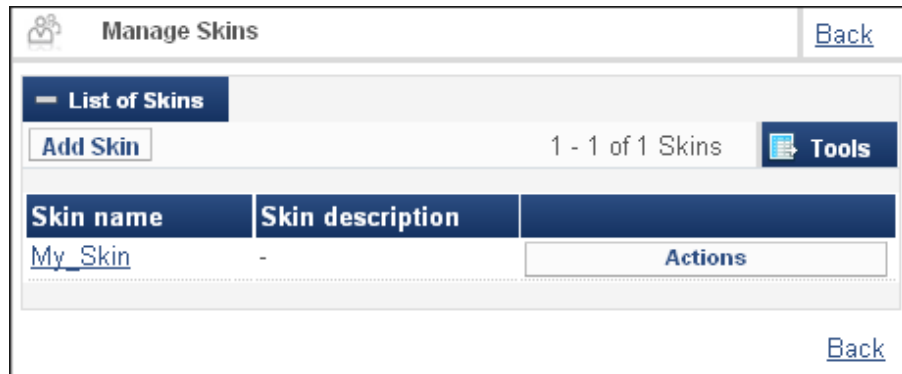 Manage Skins Back
List of Skins
Add Skin 1 - 1 of 1 Skins Tools
Skin name Skin description
My_Skin - Actions
Back